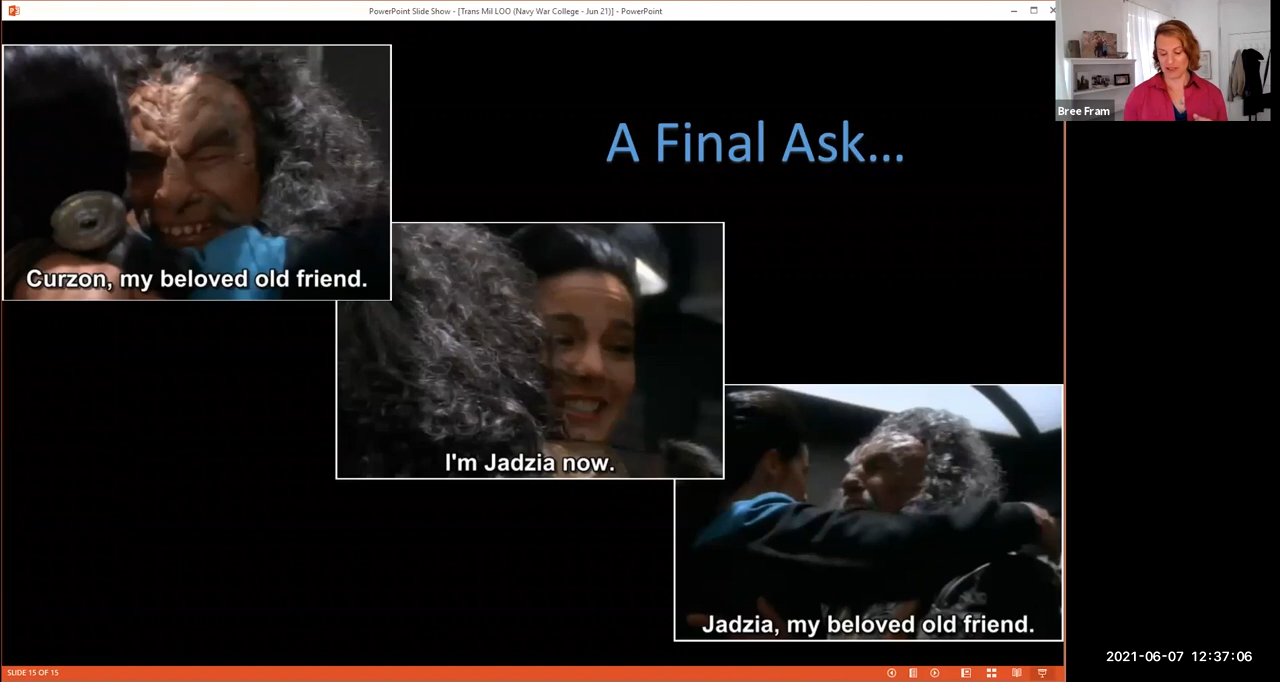 PowerPoint Slide Show - [Trans Mil LOO (Navy War College - Jun 21)] - PowerPoint
Bree Fram
A Final Ask...
Curzon, my beloved old friend.
I'm Jadzia now.
Jadzia, my beloved old friend.
2021-06-07 12:37:06
SLIDE 15 OF 15